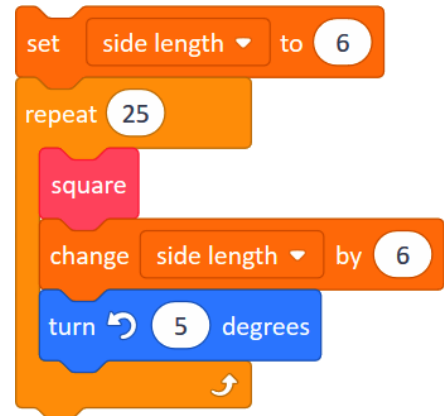 set side length to 6
repeat 25
square
change side length by 6
turn 5 degrees